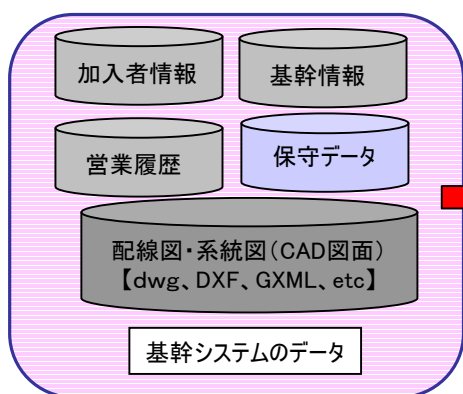 加入者情報
基幹情報
営業履歴
保守データ
配線図・系統図(CAD図面)
【dwg、DXF、GXML、etc】
基幹システムのデータ